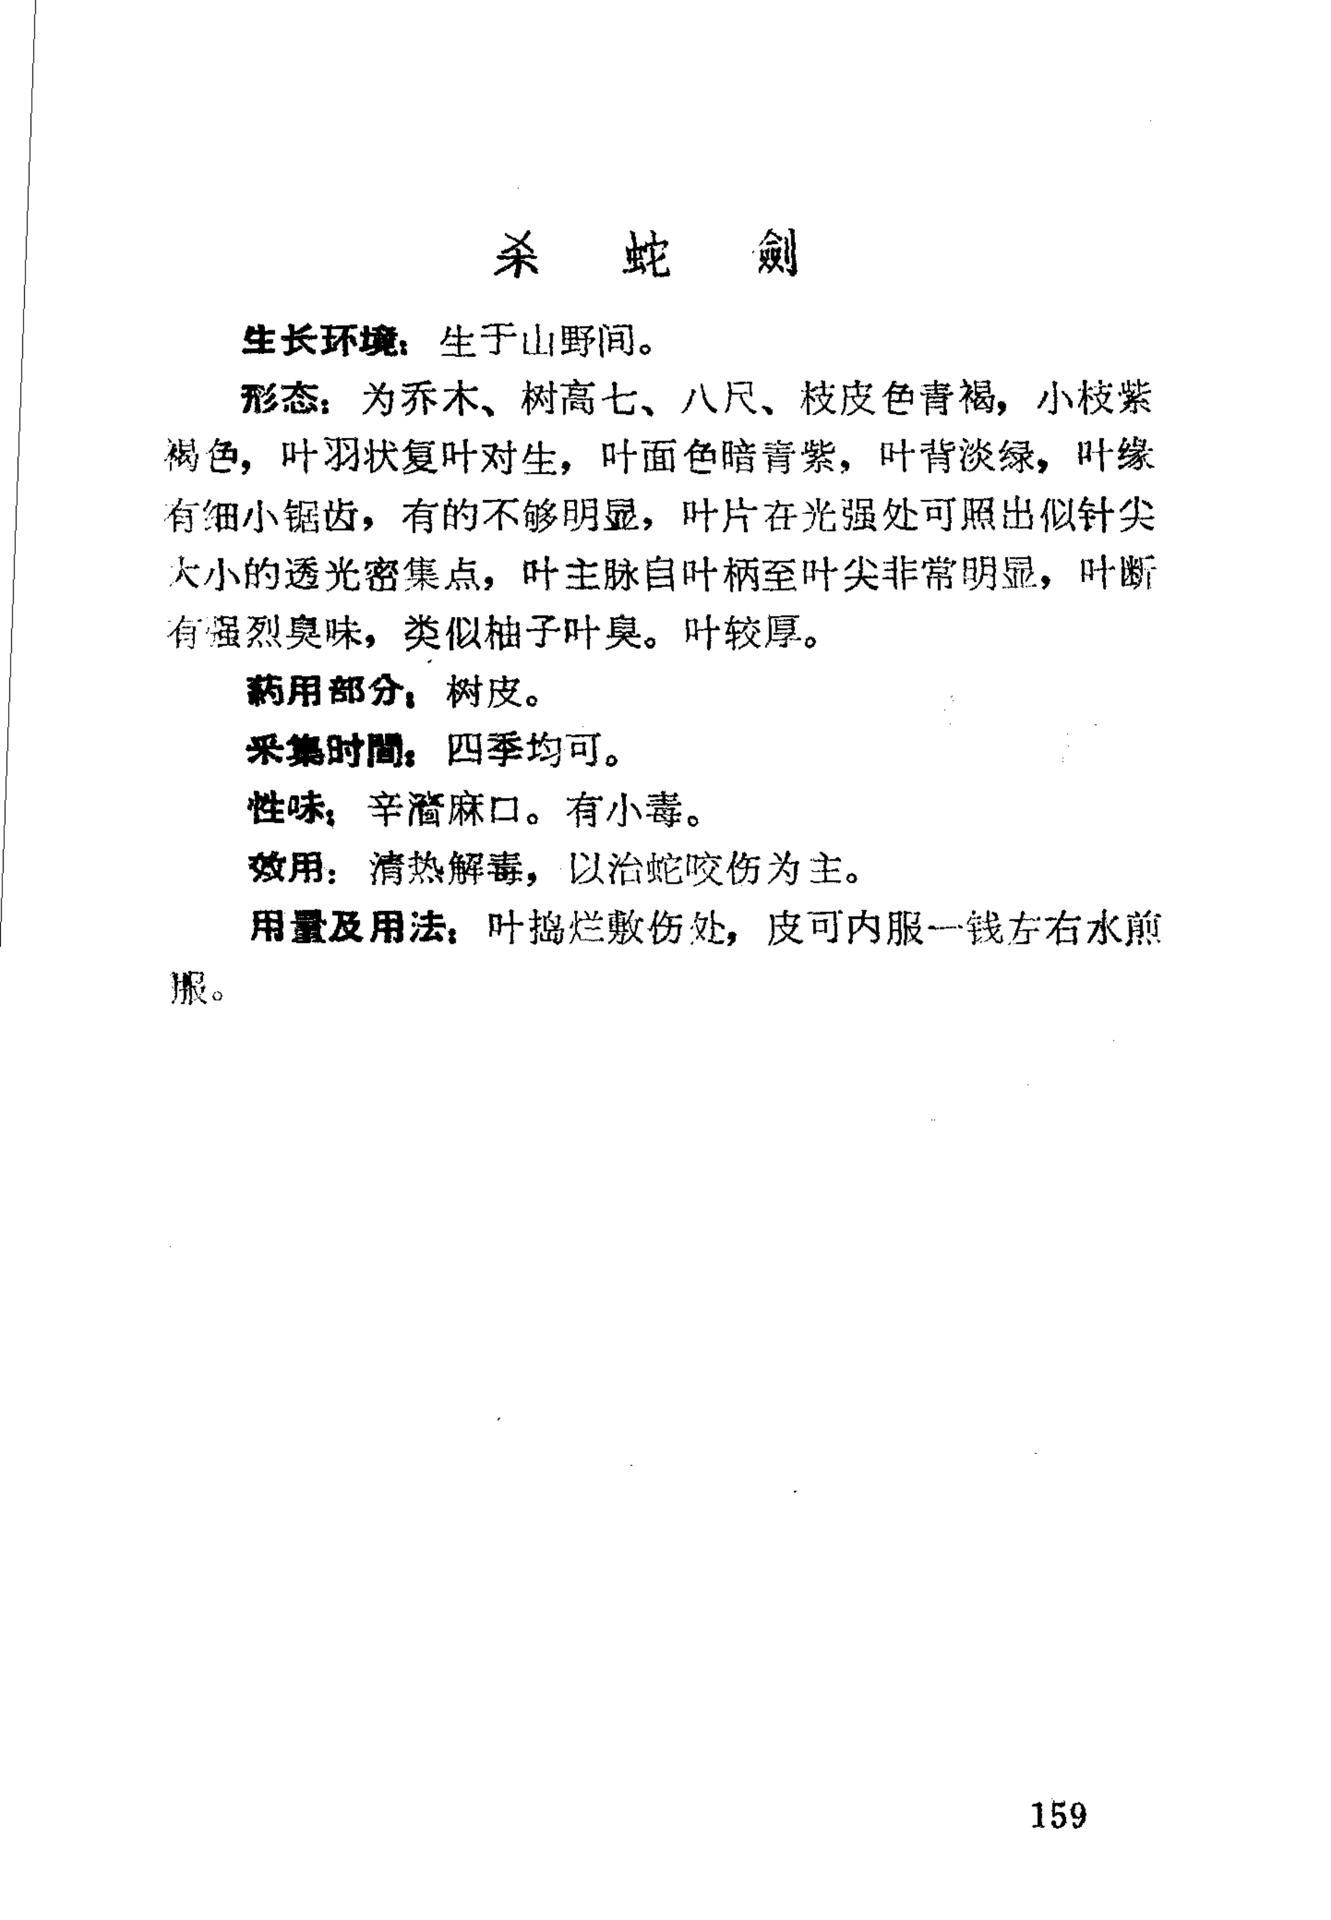 杀蛇劍
生长环境：生于山野间。
形态：为乔木、树高七、八尺、枝皮色青褐，小枝紫
褐色，叶羽状复叶对生，叶面色暗青紫，叶背淡绿，叶缘
有细小锯齿，有的不够明显，叶片在光强处可照出似针尖
大小的透光密集点，叶主脉自叶柄至叶尖非常明显，叶断
有强烈臭味，类似柚子叶臭。叶较厚。
药用部分：树皮。
采集时間：四季均可。
性味：辛濇麻口。有小毒。
效用：清热解毒，以治蛇咬伤为主。
用量及用法：叶捣烂敷伤处，皮可内服一钱左右水煎
服。
159